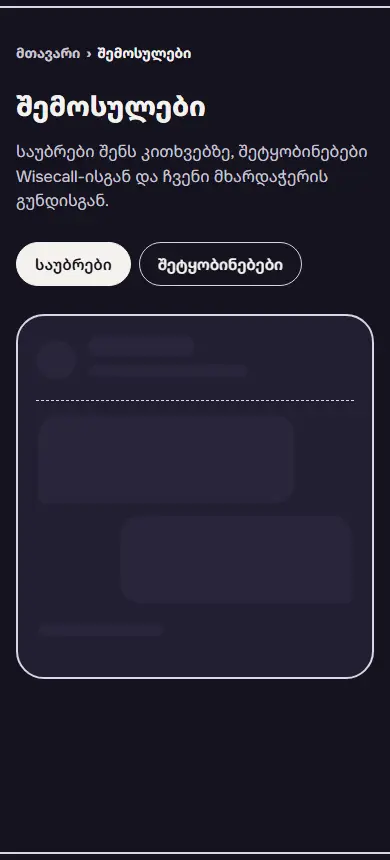 მთავარი › შემოსულები
შემოსულები
საუბრები შენს კითხვებზე, შეტყობინებები
Wisecall-ისგან და ჩვენი მხარდაჭერის
გუნდისგან.
საუბრები შეტყობინებები